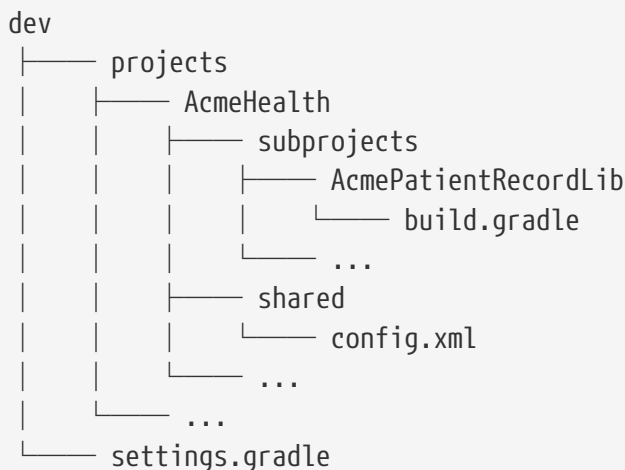 dev
├── projects
│ ├── AcmeHealth
│ │ ├── subprojects
│ │ │ ├── AcmePatientRecordLib
│ │ │ │ └── build.gradle
│ │ │ └── ...
│ │ ├── shared
│ │ │ └── config.xml
│ │ └── ...
│ └── ...
└── settings.gradle